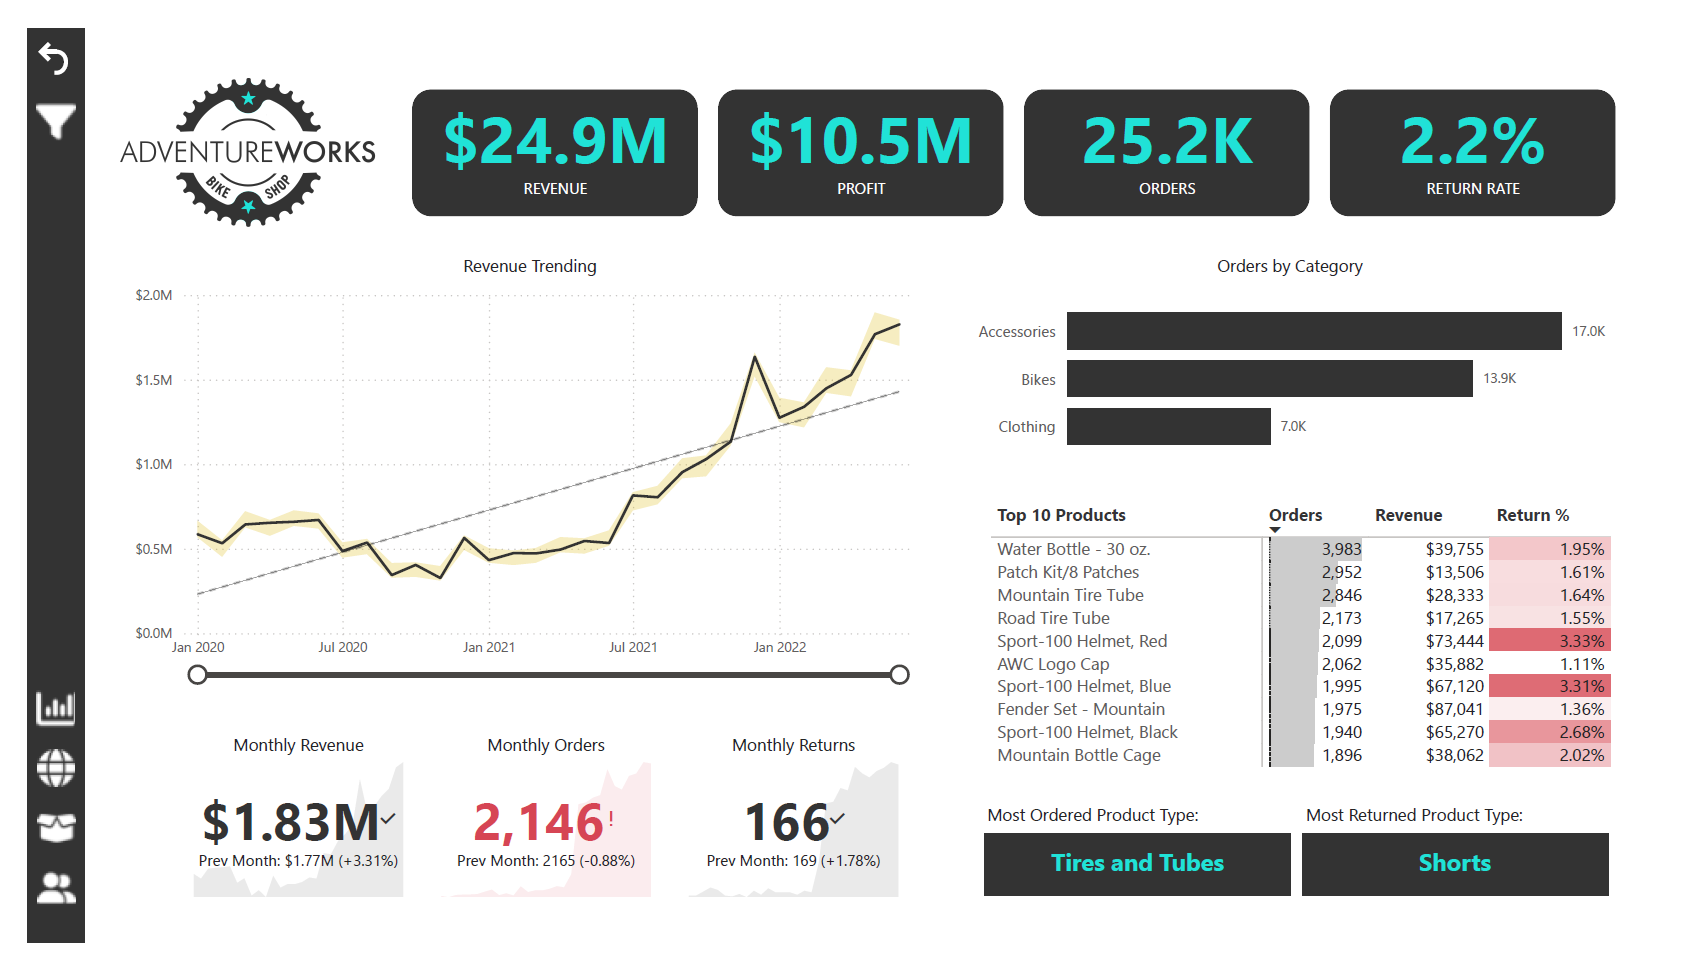 ADVENTUREWORKS
BIKE SHOP
$24.9M
REVENUE
$10.5M
PROFIT
25.2K
ORDERS
2.2%
RETURN RATE
Revenue Trending
$2.0M
$1.5M
$1.0M
$0.5M
$0.0M
Jan 2020 Jul 2020 Jan 2021 Jul 2021 Jan 2022
Orders by Category
Accessories 17.0K
Bikes 13.9K
Clothing 7.0K
Top 10 Products Orders Revenue Return %
Water Bottle - 30 oz. 3,983 $39,755 1.95%
Patch Kit/8 Patches 2,952 $13,506 1.61%
Mountain Tire Tube 2,846 $28,333 1.64%
Road Tire Tube 2,173 $17,265 1.55%
Sport-100 Helmet, Red 2,099 $73,444 3.33%
AWC Logo Cap 2,062 $35,882 1.11%
Sport-100 Helmet, Blue 1,995 $67,120 3.31%
Fender Set - Mountain 1,975 $87,041 1.36%
Sport-100 Helmet, Black 1,940 $65,270 2.68%
Mountain Bottle Cage 1,896 $38,062 2.02%
Monthly Revenue
$1.83M
Prev Month: $1.77M (+3.31%)
Monthly Orders
2,146!
Prev Month: 2165 (-0.88%)
Monthly Returns
166
Prev Month: 169 (+1.78%)
Most Ordered Product Type:
Tires and Tubes
Most Returned Product Type:
Shorts